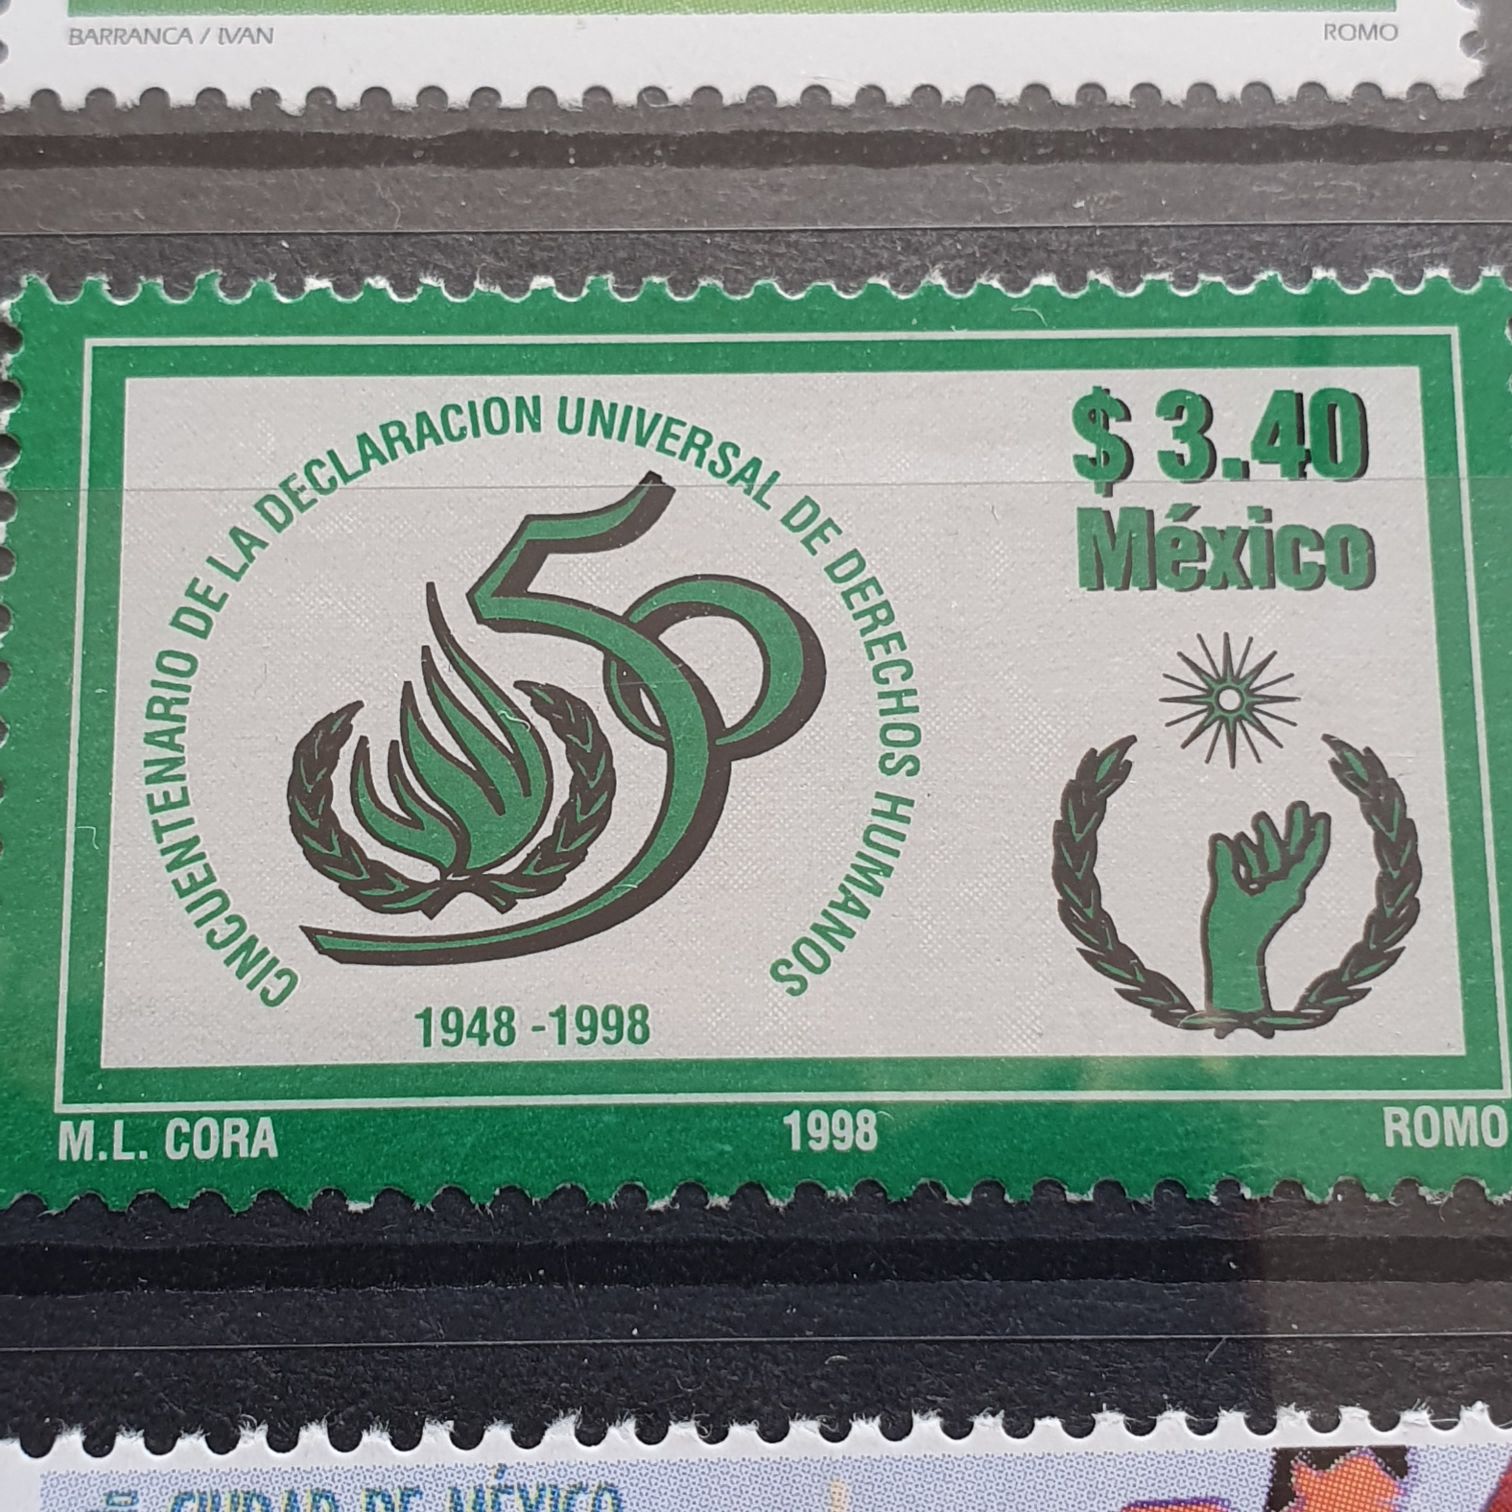 BARRANCA / IVAN
ROMO
CINCUENTENARIO DE LA DECLARACION UNIVERSAL DE DERECHOS HUMANOS
50
$ 3.40
México
1948 -1998
M.L. CORA
1998
ROMO
CIUDAD DE MÉXICO